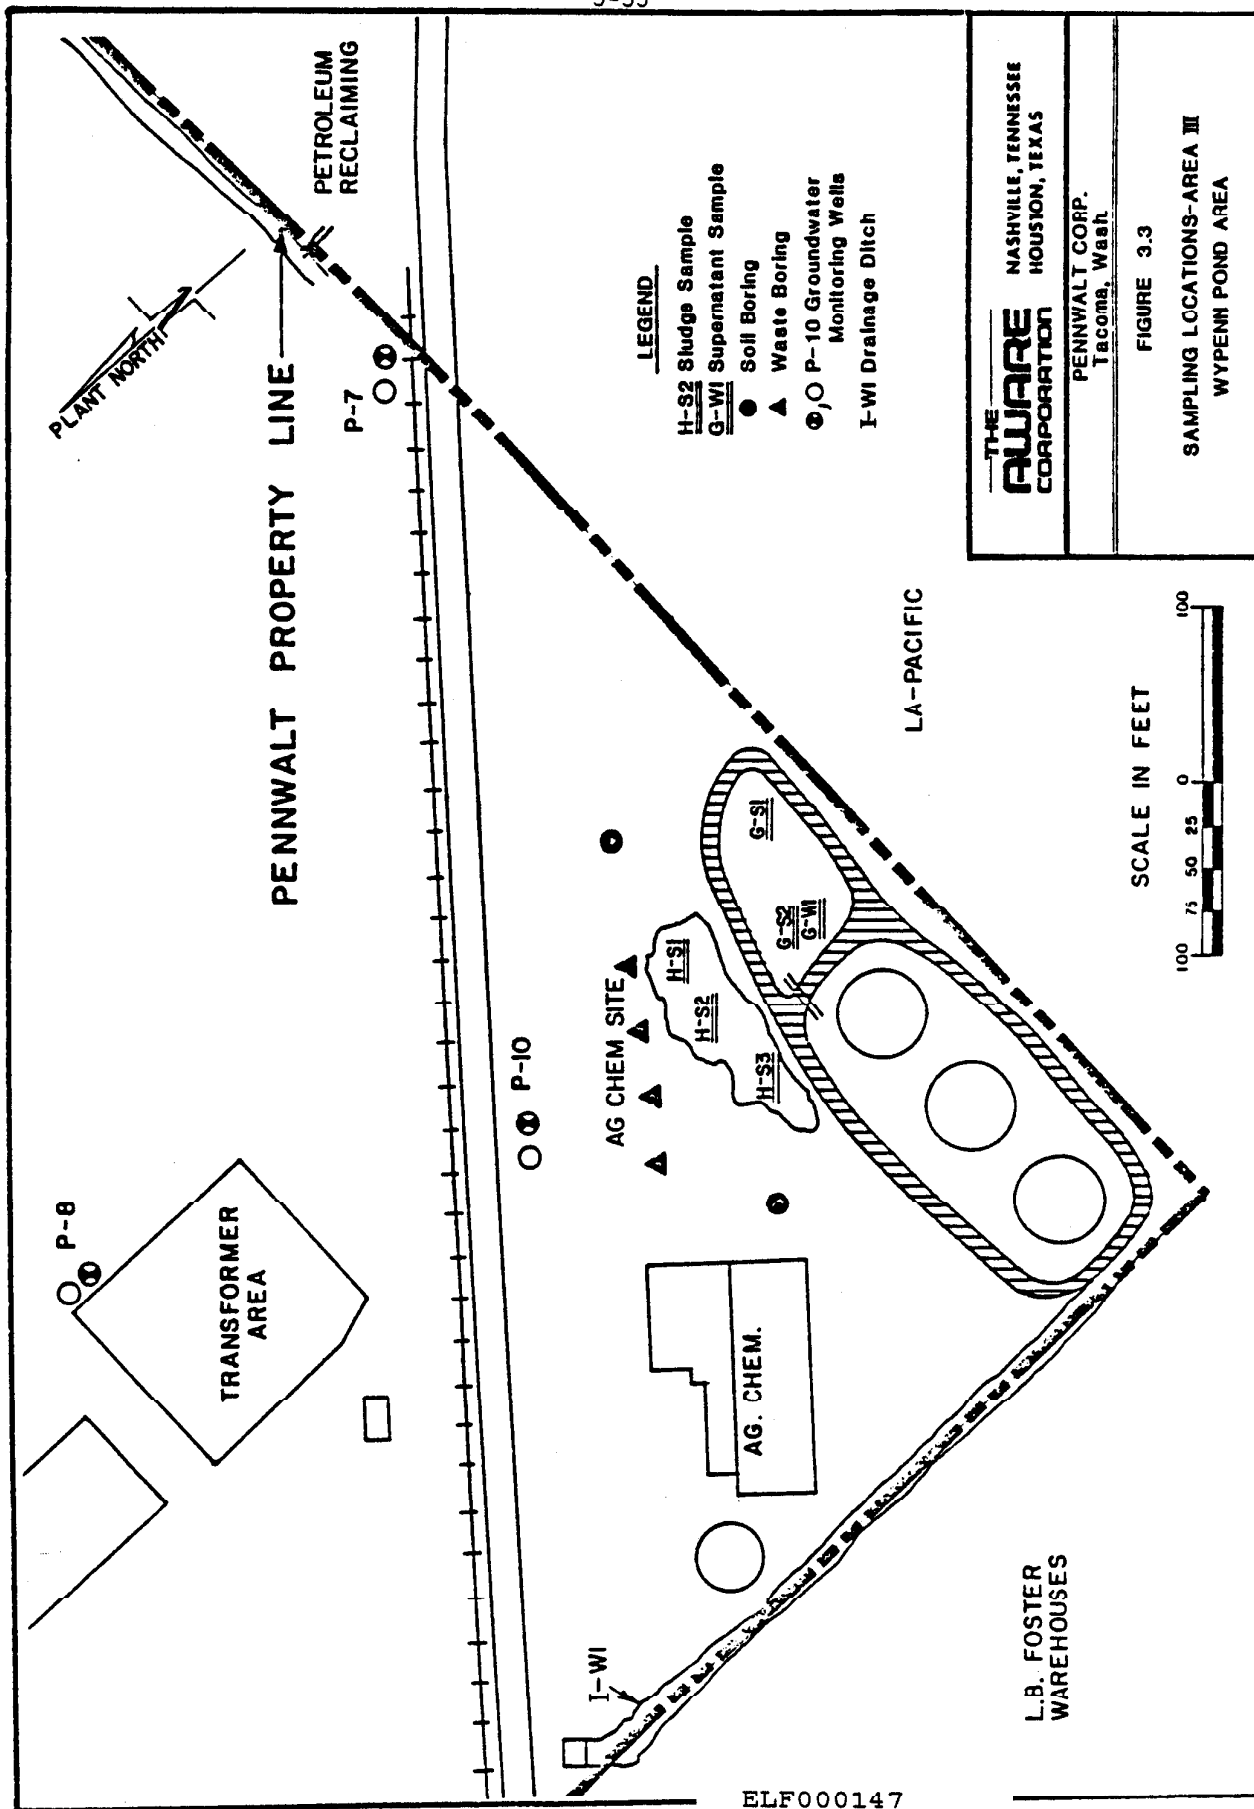 PLANT NORTH
PETROLEUM
RECLAIMING
PENNWALT PROPERTY LINE
P-7
P-8
TRANSFORMER
AREA
P-10
AG CHEM SITE
H-S1
H-S2
H-S3
G-S1
G-S2
G-W1
AG. CHEM.
I-WI
LA-PACIFIC
L.B. FOSTER
WAREHOUSES
LEGEND
H-S2 Sludge Sample
G-WI Supernatant Sample
Soil Boring
Waste Boring
, P-10 Groundwater
Monitoring Wells
I-WI Drainage Ditch
SCALE IN FEET
100 75 50 25 0 100
THE
AWARE
CORPORATION
NASHVILLE, TENNESSEE
HOUSTON, TEXAS
PENNWALT CORP.
Tacoma, Wash.
FIGURE 3.3
SAMPLING LOCATIONS-AREA III
WYPENN POND AREA
ELF000147